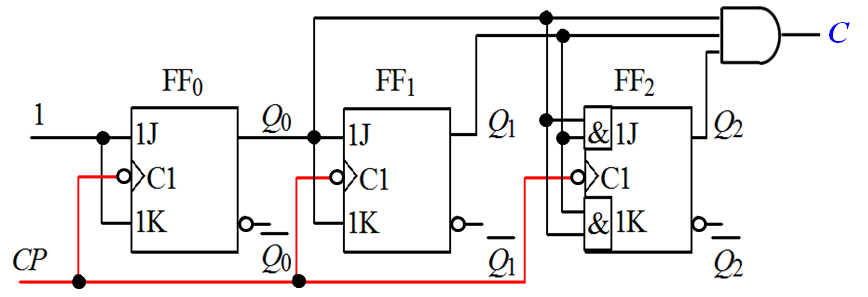 C
FF₀ FF₁ FF₂
1 Q₀ Q₁ Q₂
1J 1J & 1J
C1 C1 C1
1K 1K & 1K
Q̅₀ Q̅₁ Q̅₂
CP